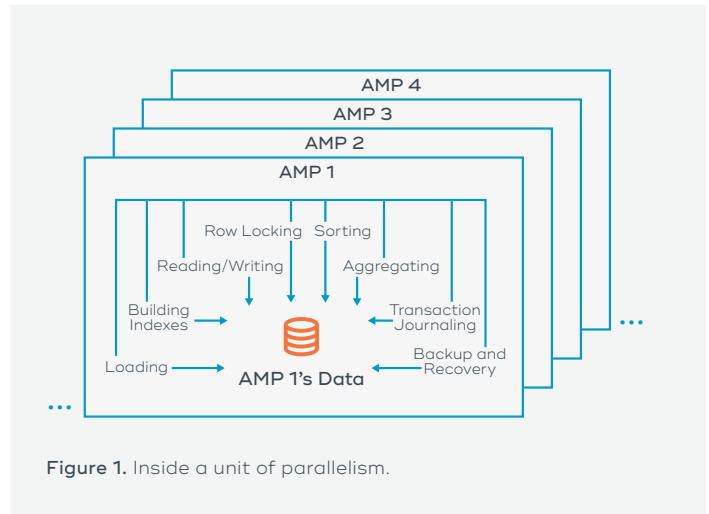 AMP 4
AMP 3
AMP 2
AMP 1
Row Locking
Sorting
Reading/Writing
Aggregating
Building
Indexes
Transaction
Journaling
Loading
Backup and
Recovery
AMP 1's Data
...
...
Figure 1. Inside a unit of parallelism.